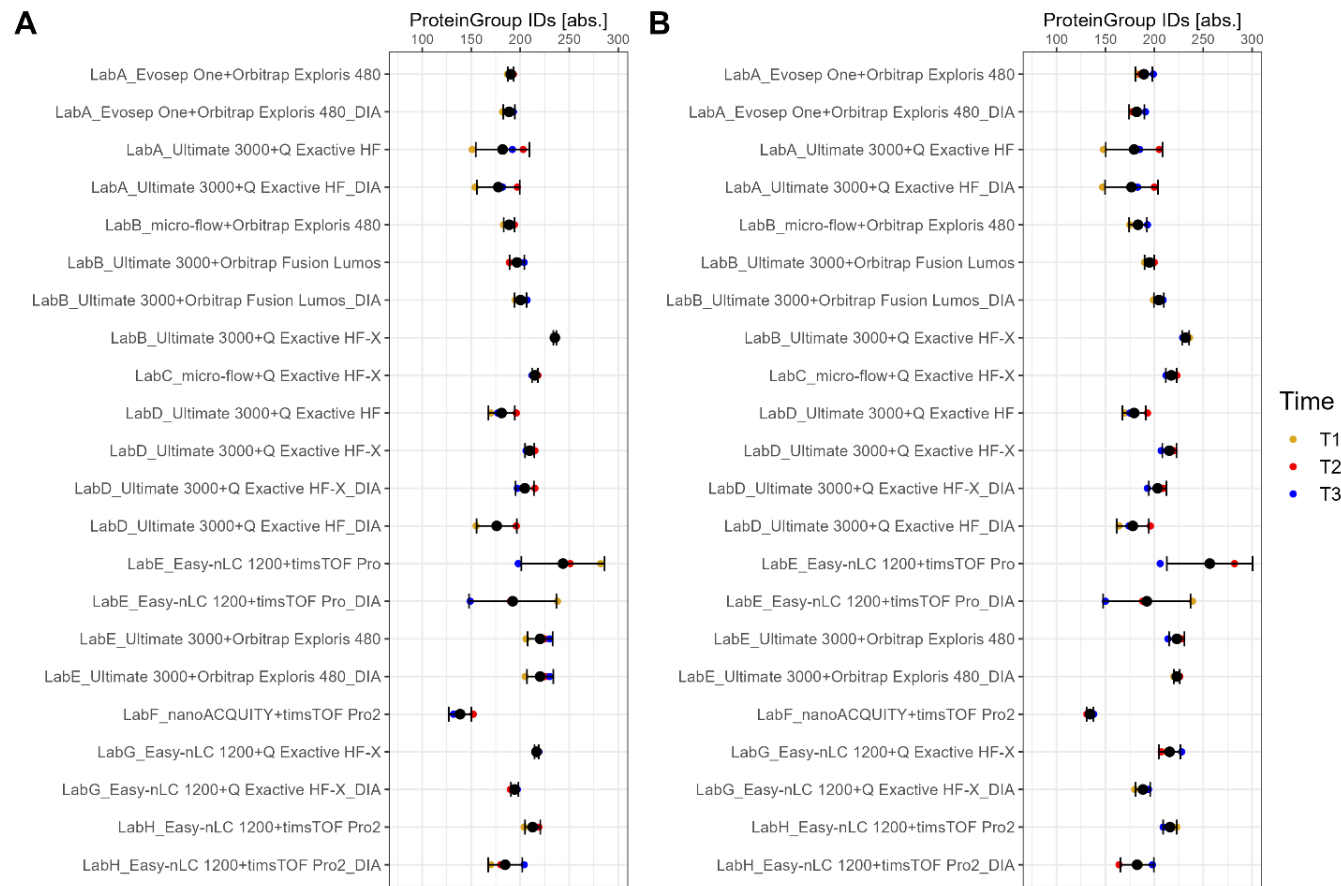 A
ProteinGroup IDs [abs.]
100 150 200 250 300
LabA_Evosep One+Orbitrap Exploris 480
LabA_Evosep One+Orbitrap Exploris 480_DIA
LabA_Ultimate 3000+Q Exactive HF
LabA_Ultimate 3000+Q Exactive HF_DIA
LabB_micro-flow+Orbitrap Exploris 480
LabB_Ultimate 3000+Orbitrap Fusion Lumos
LabB_Ultimate 3000+Orbitrap Fusion Lumos_DIA
LabB_Ultimate 3000+Q Exactive HF-X
LabC_micro-flow+Q Exactive HF-X
LabD_Ultimate 3000+Q Exactive HF
LabD_Ultimate 3000+Q Exactive HF-X
LabD_Ultimate 3000+Q Exactive HF-X_DIA
LabD_Ultimate 3000+Q Exactive HF_DIA
LabE_Easy-nLC 1200+timsTOF Pro
LabE_Easy-nLC 1200+timsTOF Pro_DIA
LabE_Ultimate 3000+Orbitrap Exploris 480
LabE_Ultimate 3000+Orbitrap Exploris 480_DIA
LabF_nanoACQUITY+timsTOF Pro2
LabG_Easy-nLC 1200+Q Exactive HF-X
LabG_Easy-nLC 1200+Q Exactive HF-X_DIA
LabH_Easy-nLC 1200+timsTOF Pro2
LabH_Easy-nLC 1200+timsTOF Pro2_DIA
B
ProteinGroup IDs [abs.]
100 150 200 250 300
LabA_Evosep One+Orbitrap Exploris 480
LabA_Evosep One+Orbitrap Exploris 480_DIA
LabA_Ultimate 3000+Q Exactive HF
LabA_Ultimate 3000+Q Exactive HF_DIA
LabB_micro-flow+Orbitrap Exploris 480
LabB_Ultimate 3000+Orbitrap Fusion Lumos
LabB_Ultimate 3000+Orbitrap Fusion Lumos_DIA
LabB_Ultimate 3000+Q Exactive HF-X
LabC_micro-flow+Q Exactive HF-X
LabD_Ultimate 3000+Q Exactive HF
LabD_Ultimate 3000+Q Exactive HF-X
LabD_Ultimate 3000+Q Exactive HF-X_DIA
LabD_Ultimate 3000+Q Exactive HF_DIA
LabE_Easy-nLC 1200+timsTOF Pro
LabE_Easy-nLC 1200+timsTOF Pro_DIA
LabE_Ultimate 3000+Orbitrap Exploris 480
LabE_Ultimate 3000+Orbitrap Exploris 480_DIA
LabF_nanoACQUITY+timsTOF Pro2
LabG_Easy-nLC 1200+Q Exactive HF-X
LabG_Easy-nLC 1200+Q Exactive HF-X_DIA
LabH_Easy-nLC 1200+timsTOF Pro2
LabH_Easy-nLC 1200+timsTOF Pro2_DIA
Time
T1
T2
T3